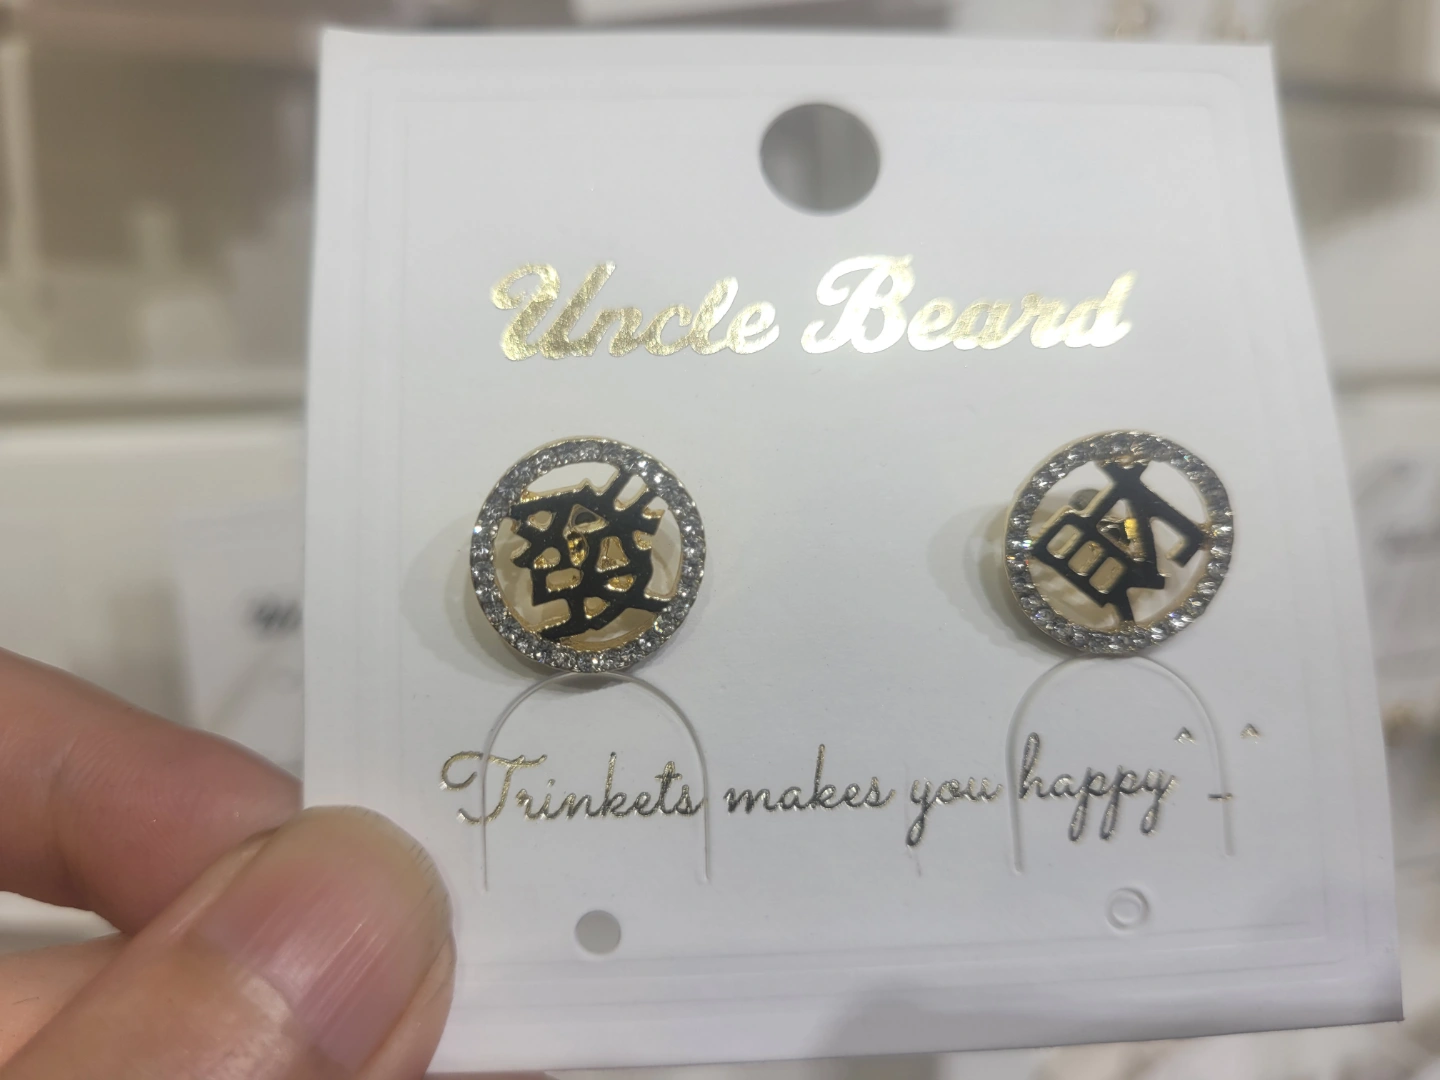 Uncle Beard
發 財
Trinkets makes you happy ^_^